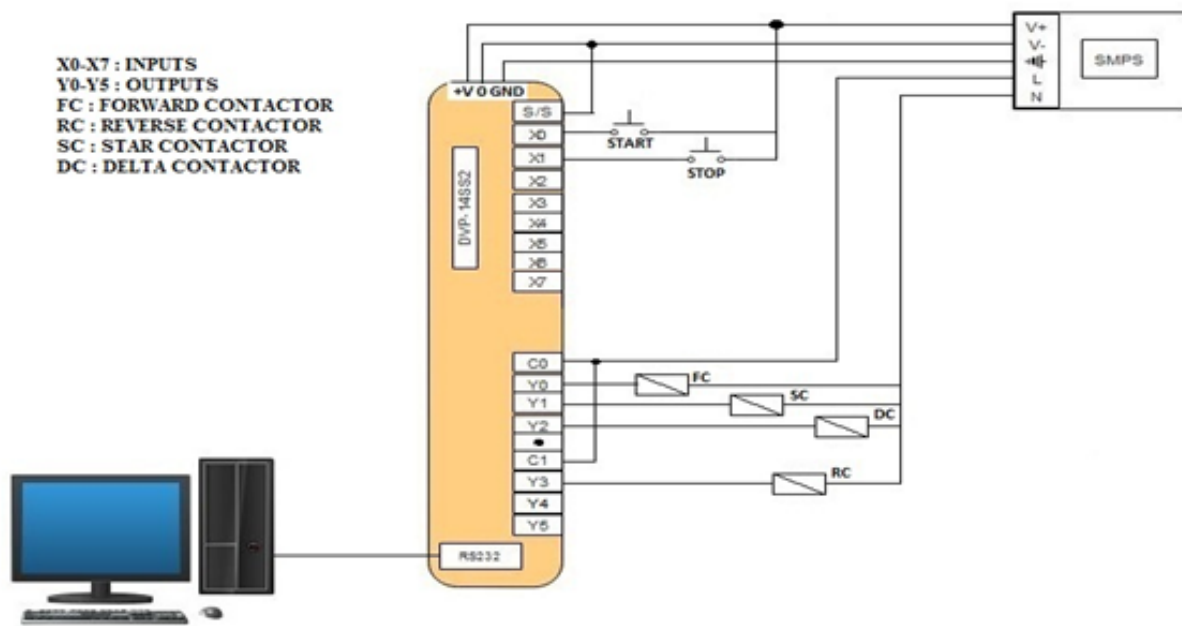 X0-X7 : INPUTS
Y0-Y5 : OUTPUTS
FC : FORWARD CONTACTOR
RC : REVERSE CONTACTOR
SC : STAR CONTACTOR
DC : DELTA CONTACTOR
+V 0 GND
DVP-14SS2
S/S
X0
X1
X2
X3
X4
X5
X6
X7
C0
Y0
Y1
Y2
C1
Y3
Y4
Y5
RS232
START
STOP
FC
SC
DC
RC
V+
V-
L
N
SMPS